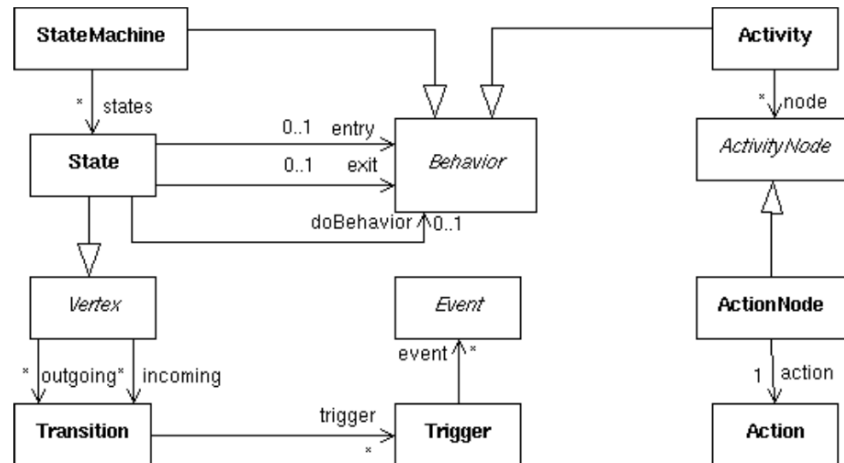 StateMachine
Activity
* states
* node
State
0..1 entry
Behavior
ActivityNode
0..1 exit
doBehavior 0..1
Vertex
Event
ActionNode
event *
* outgoing * incoming
1 action
trigger
Transition
*
Trigger
Action